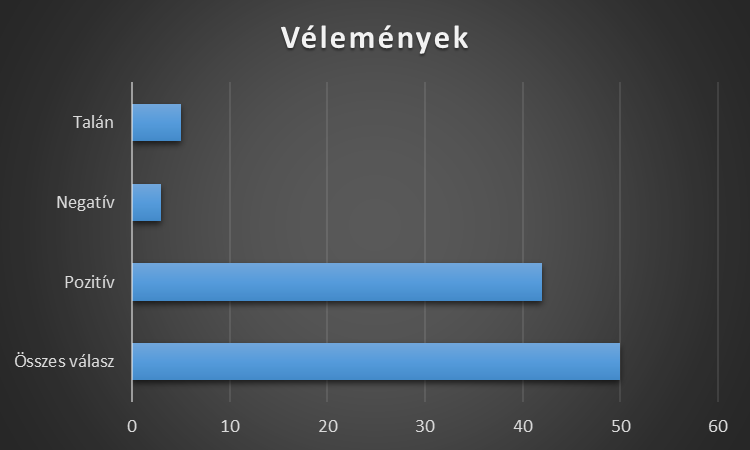 Vélemények
Talán
Negatív
Pozitív
Összes válasz
0 10 20 30 40 50 60